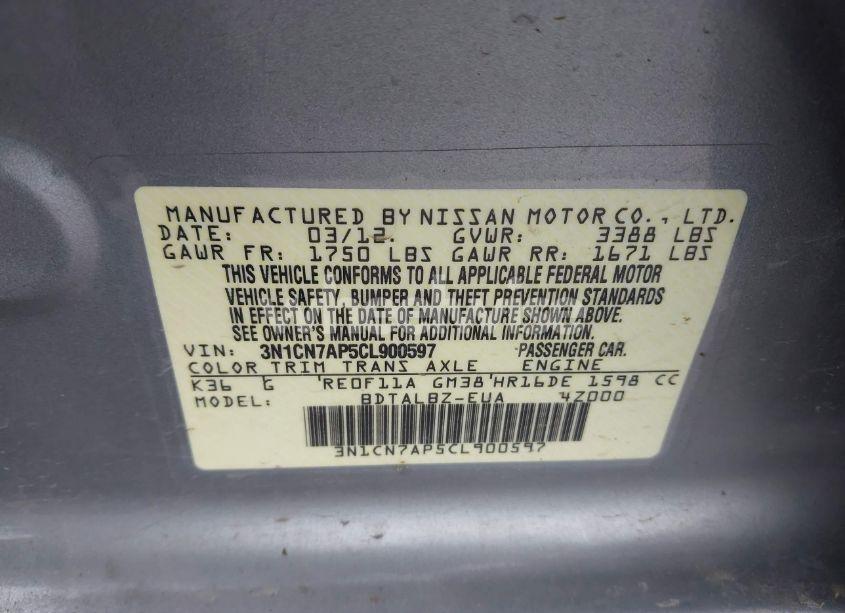 MANUFACTURED BY NISSAN MOTOR CO., LTD.
DATE: 03/12. GVWR: 3388 LBS
GAWR FR: 1750 LBS GAWR RR: 1671 LBS
THIS VEHICLE CONFORMS TO ALL APPLICABLE FEDERAL MOTOR
VEHICLE SAFETY, BUMPER AND THEFT PREVENTION STANDARDS
IN EFFECT ON THE DATE OF MANUFACTURE SHOWN ABOVE.
SEE OWNER'S MANUAL FOR ADDITIONAL INFORMATION.
VIN: 3N1CN7AP5CL900597 PASSENGER CAR.
COLOR TRIM TRANS AXLE ENGINE
K36 G RE0F11A GM38 HR16DE 1598 CC
MODEL: BDTALBZ-EUA 4Z000
3N1CN7AP5CL900597